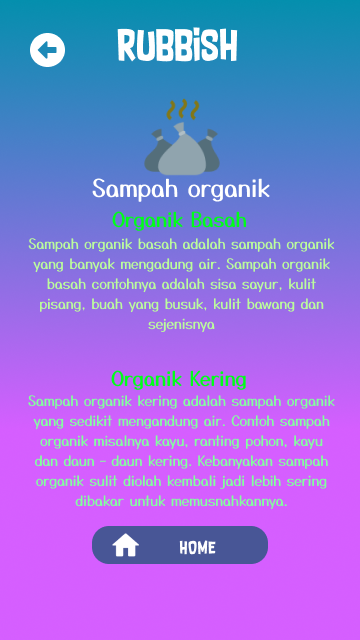 RUBBiSH
Sampah organik
Organik Basah
Sampah organik basah adalah sampah organik
yang banyak mengadung air. Sampah organik
basah contohnya adalah sisa sayur, kulit
pisang, buah yang busuk, kulit bawang dan
sejenisnya
Organik Kering
Sampah organik kering adalah sampah organik
yang sedikit mengandung air. Contoh sampah
organik misalnya kayu, ranting pohon, kayu
dan daun - daun kering. Kebanyakan sampah
organik sulit diolah kembali jadi lebih sering
dibakar untuk memusnahkannya.
HOME